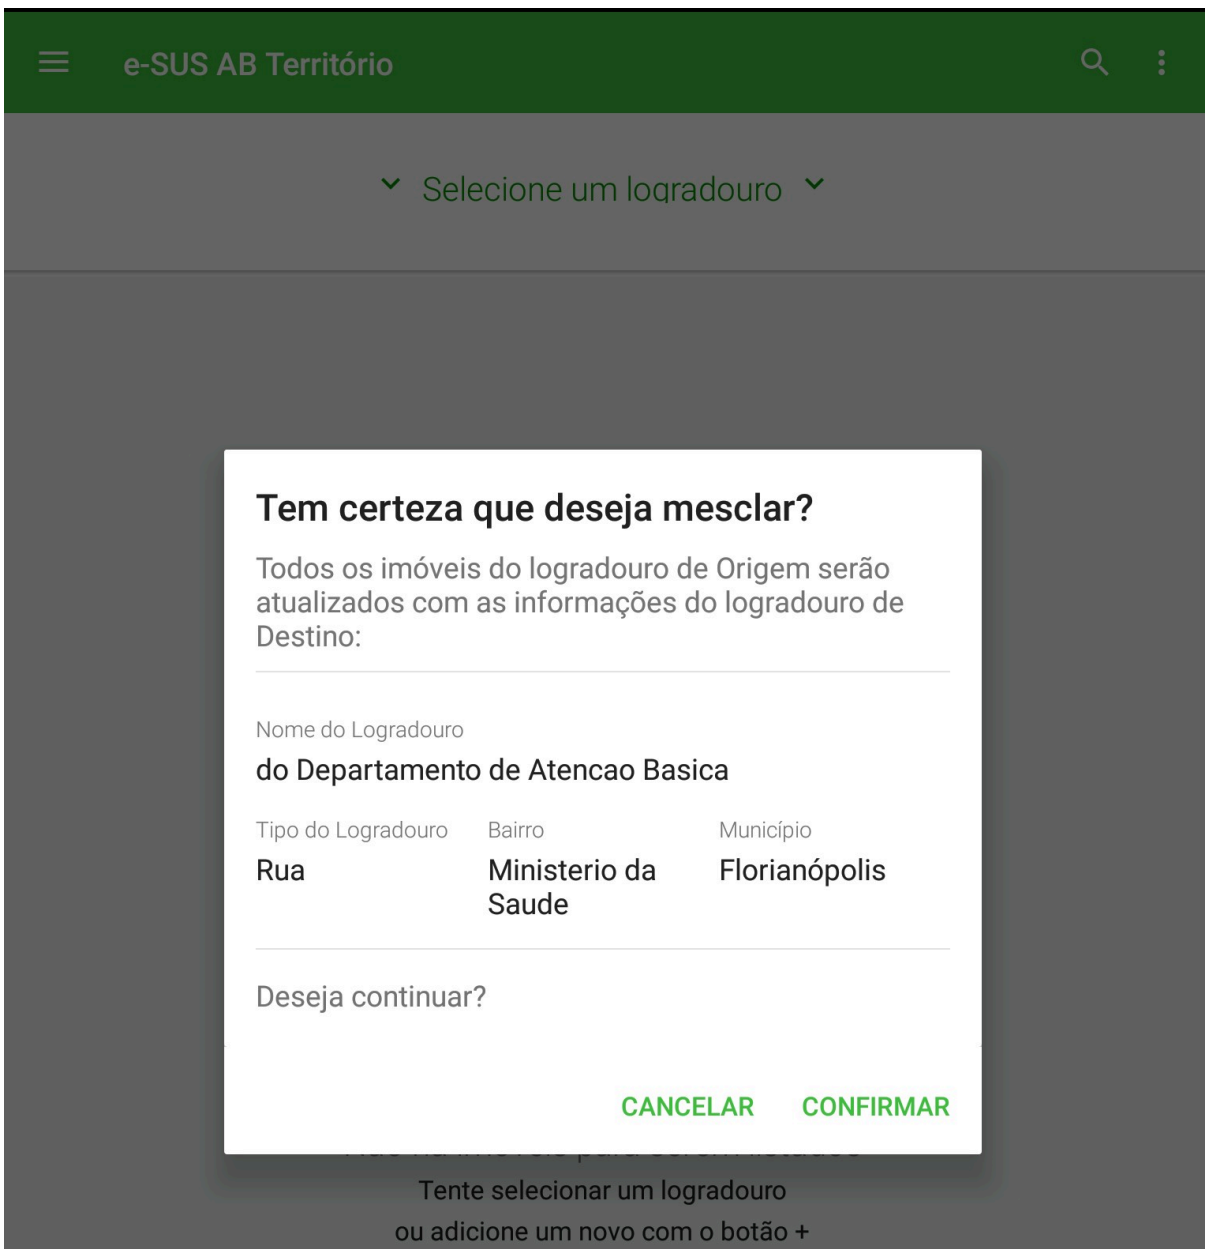 e-SUS AB Território
Selecione um logradouro
Tem certeza que deseja mesclar?
Todos os imóveis do logradouro de Origem serão
atualizados com as informações do logradouro de
Destino:
Nome do Logradouro
do Departamento de Atencao Basica
Tipo do Logradouro Bairro Município
Rua Ministerio da Florianópolis
Saude
Deseja continuar?
CANCELAR CONFIRMAR
Tente selecionar um logradouro
ou adicione um novo com o botão +